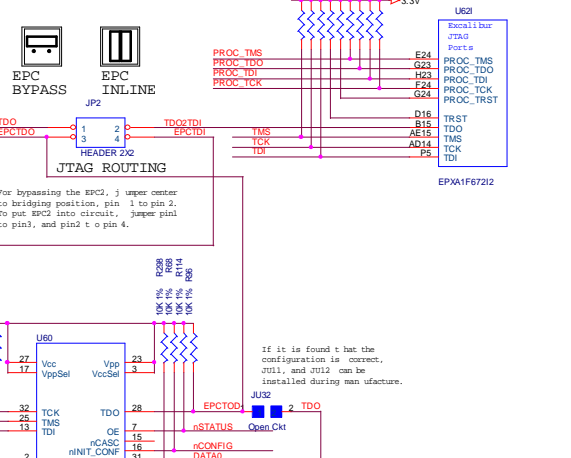 3.3V
U62I
Excalibur
JTAG
Ports
PROC_TMS
PROC_TDO
PROC_TDI
PROC_TCK
E24
G23
H23
F24
G24
D16
B15
AE15
AD14
P5
PROC_TMS
PROC_TDO
PROC_TDI
PROC_TCK
PROC_TRST
TRST
TDO
TMS
TCK
TDI
EPXA1F672I2
EPC
BYPASS
EPC
INLINE
JP2
TDO
EPCTDO
1 2
3 4
TDO2TDI
EPCTDI
TMS
TCK
TDI
HEADER 2X2
JTAG ROUTING
For bypassing the EPC2, j umper center
to bridging position, pin 1 to pin 2.
To put EPC2 into circuit, jumper pin1
to pin3, and pin2 t o pin 4.
10K 1% R298
10K 1% R68
10K 1% R114
10K 1% R96
U60
27 Vcc Vpp 23
17 VppSel VccSel 3
32 TCK TDO 28
25 TMS
13 TDI OE 7
nCASC 15
nINIT_CONF 16
2 31
If it is found t hat the
configuration is correct,
JU11, and JU12 can be
installed during man ufacture.
JU32
EPCTOD 1 2 TDO
Open Ckt
nSTATUS
nCONFIG
DATA0